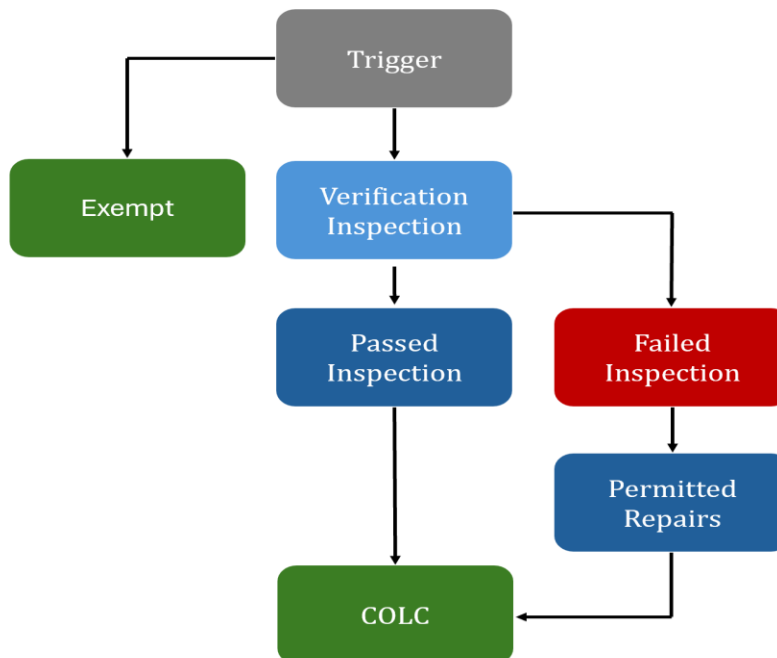 Trigger
Exempt
Verification
Inspection
Passed
Inspection
Failed
Inspection
Permitted
Repairs
COLC